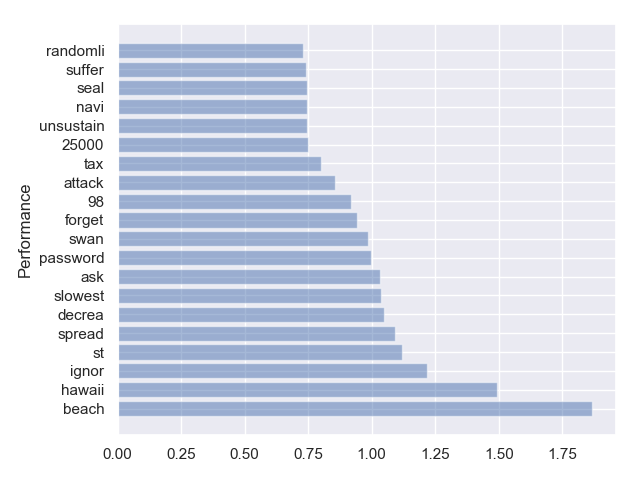 randomli
suffer
seal
navi
unsustain
25000
tax
attack
98
forget
swan
password
ask
slowest
decrea
spread
st
ignor
hawaii
beach
Performance
0.00 0.25 0.50 0.75 1.00 1.25 1.50 1.75